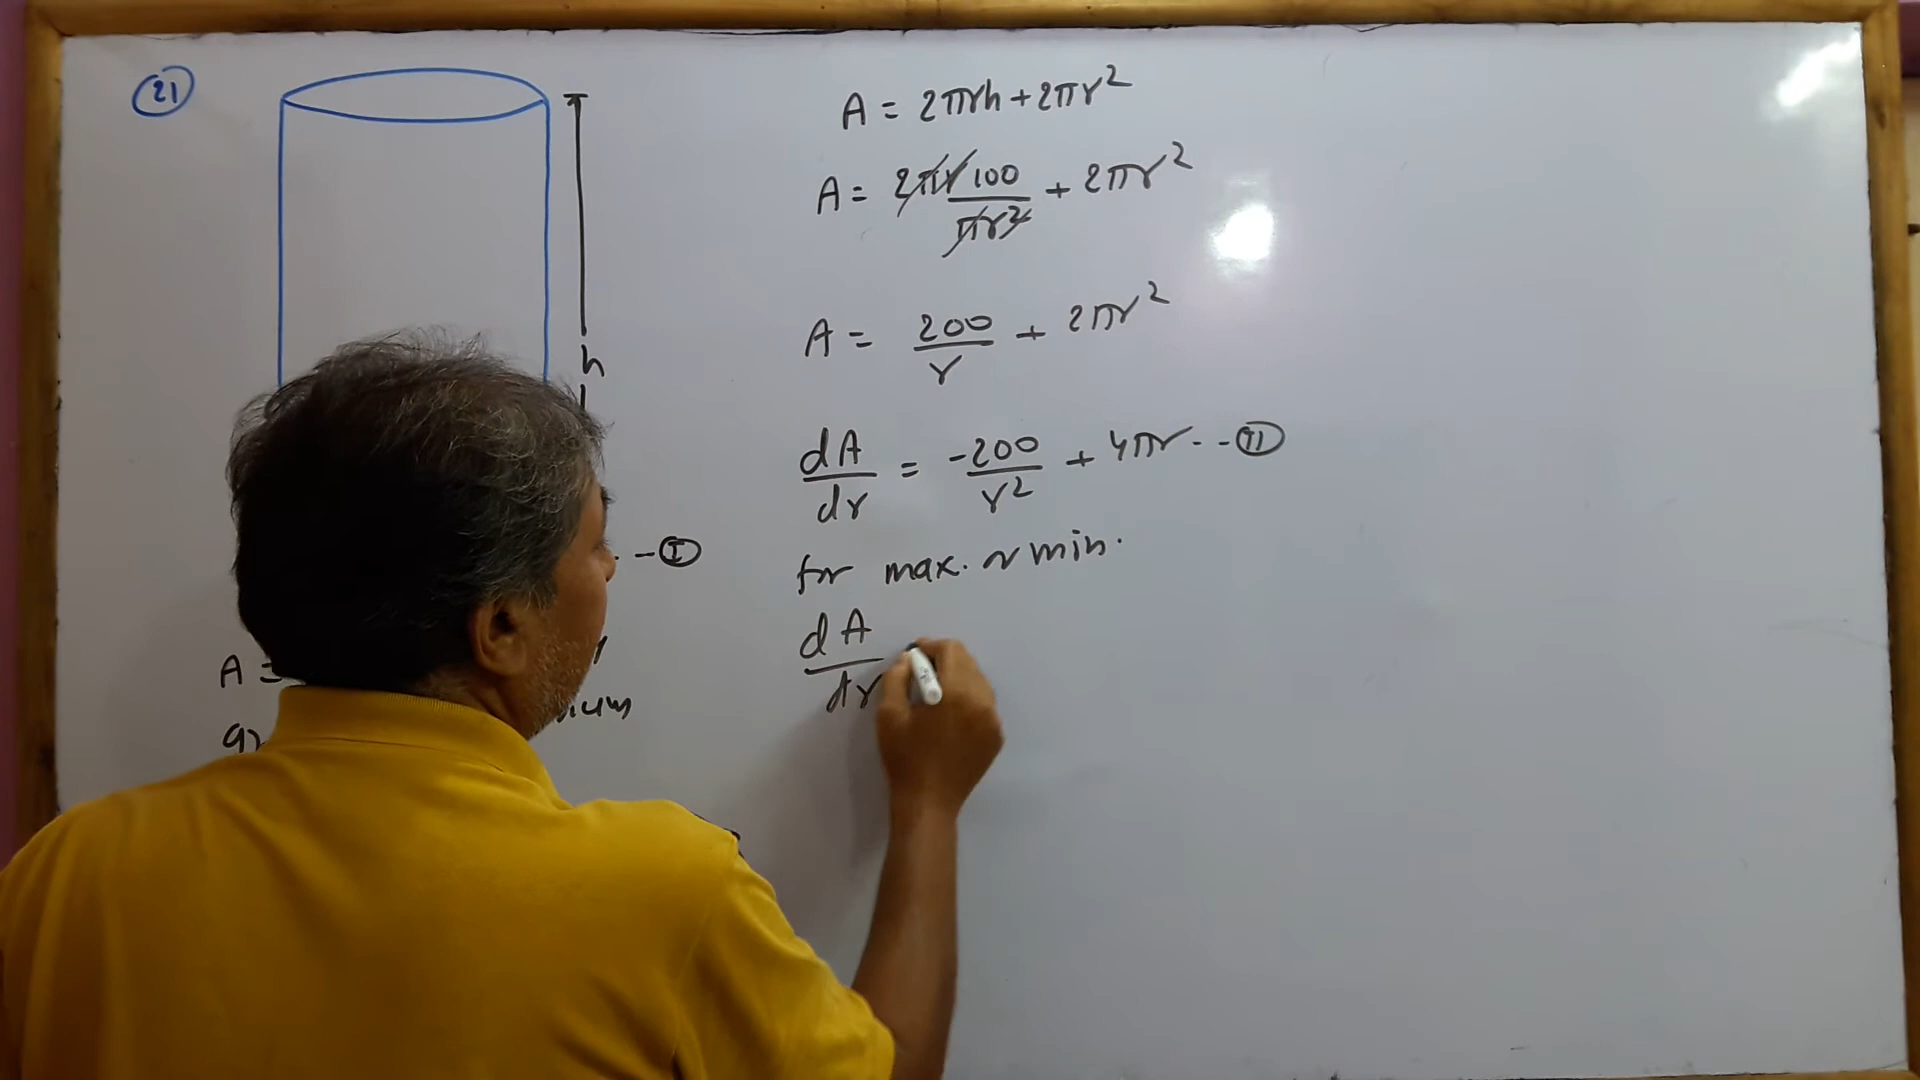 21
h
. - I
A =
A = 2πrh + 2πr²
A = 2πr 100/πr² + 2πr²
A = 200/r + 2πr²
dA/dr = -200/r² + 4πr - - II
for max. or min.
dA/dr